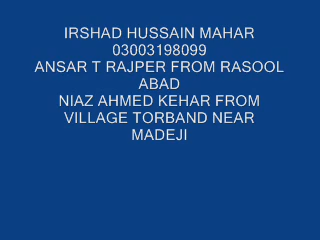 IRSHAD HUSSAIN MAHAR
03003198099
ANSAR T RAJPER FROM RASOOL
ABAD
NIAZ AHMED KEHAR FROM
VILLAGE TORBAND NEAR
MADEJI